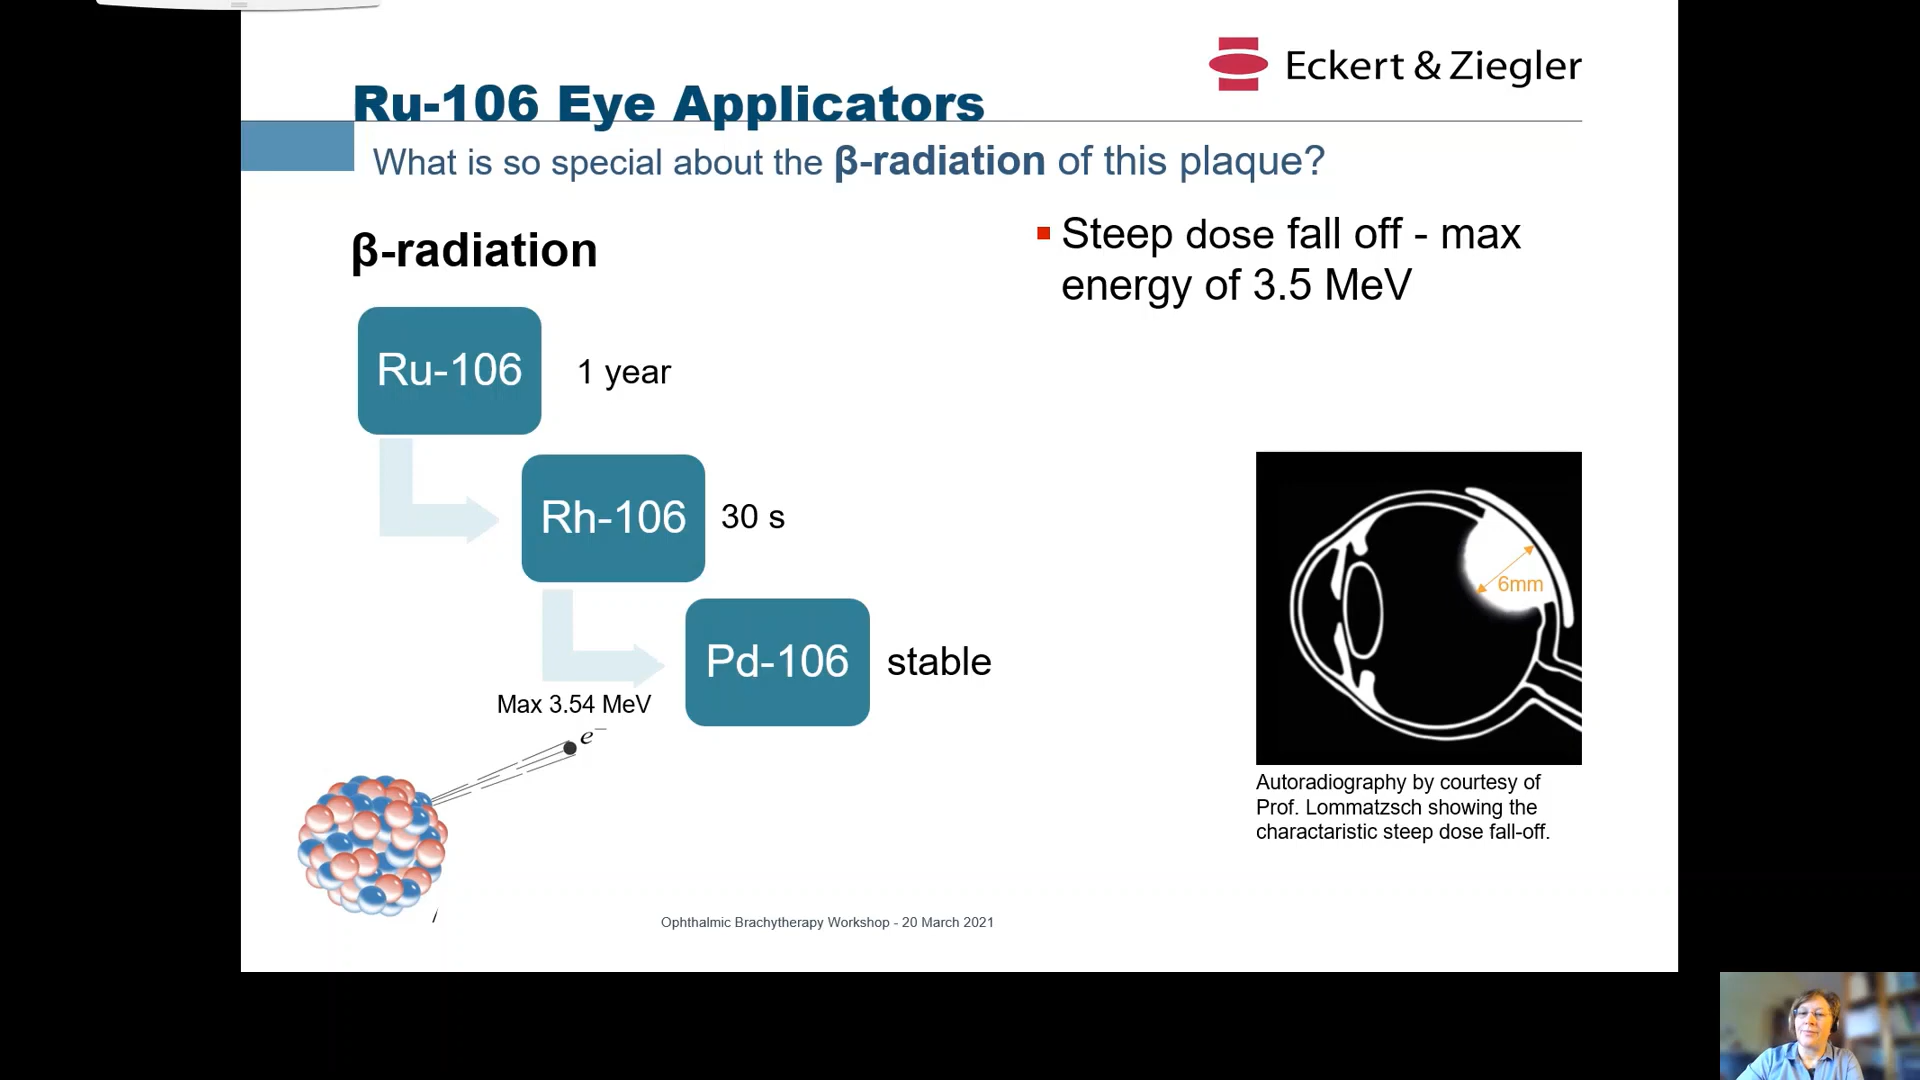 Eckert & Ziegler
Ru-106 Eye Applicators
What is so special about the β-radiation of this plaque?
β-radiation
Ru-106
1 year
Rh-106
30 s
Pd-106
stable
Max 3.54 MeV
e⁻
Steep dose fall off - max
energy of 3.5 MeV
6mm
Autoradiography by courtesy of
Prof. Lommatzsch showing the
charactaristic steep dose fall-off.
Ophthalmic Brachytherapy Workshop - 20 March 2021